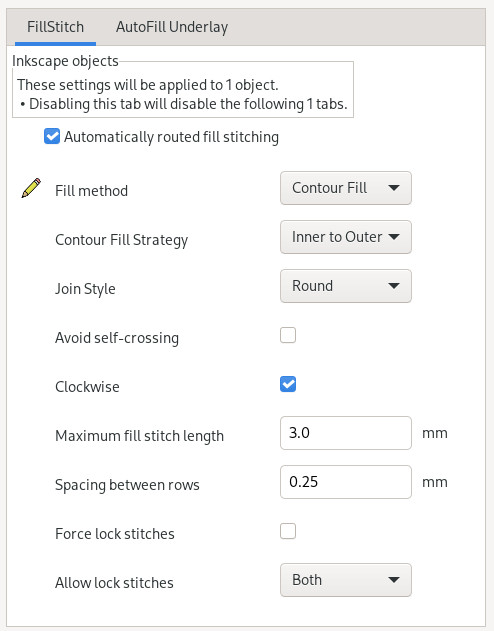 FillStitch AutoFill Underlay
Inkscape objects
These settings will be applied to 1 object.
• Disabling this tab will disable the following 1 tabs.
Automatically routed fill stitching
Fill method Contour Fill
Contour Fill Strategy Inner to Outer
Join Style Round
Avoid self-crossing
Clockwise
Maximum fill stitch length 3.0 mm
Spacing between rows 0.25 mm
Force lock stitches
Allow lock stitches Both